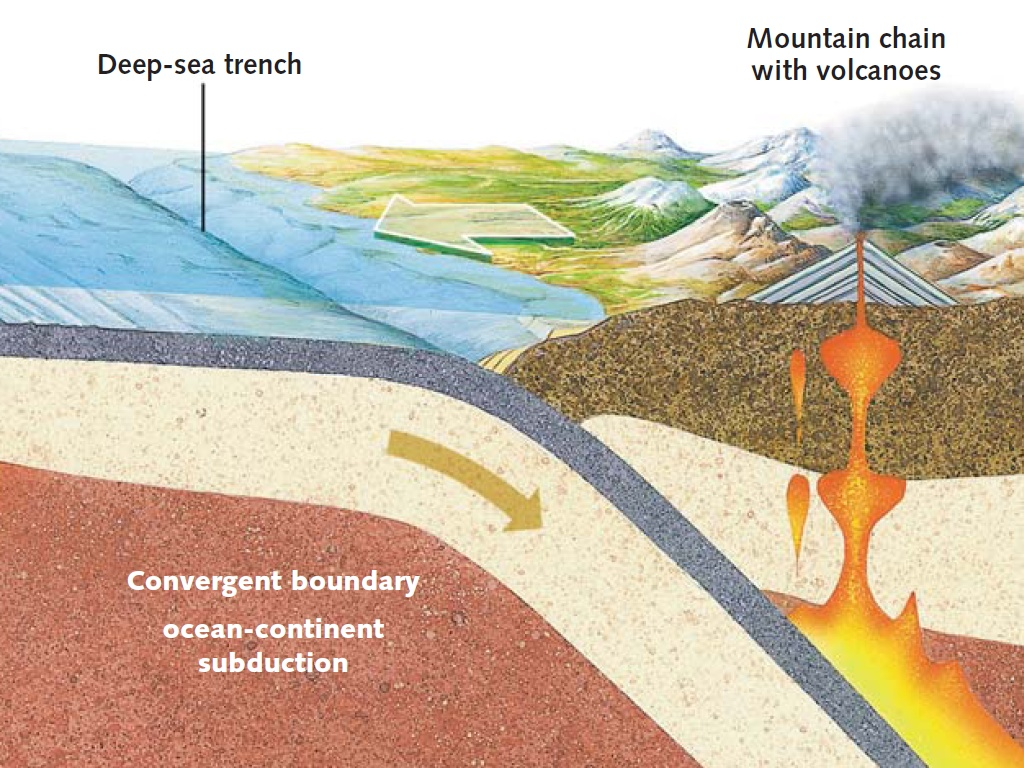 Deep-sea trench
Mountain chain
with volcanoes
Convergent boundary
ocean-continent
subduction